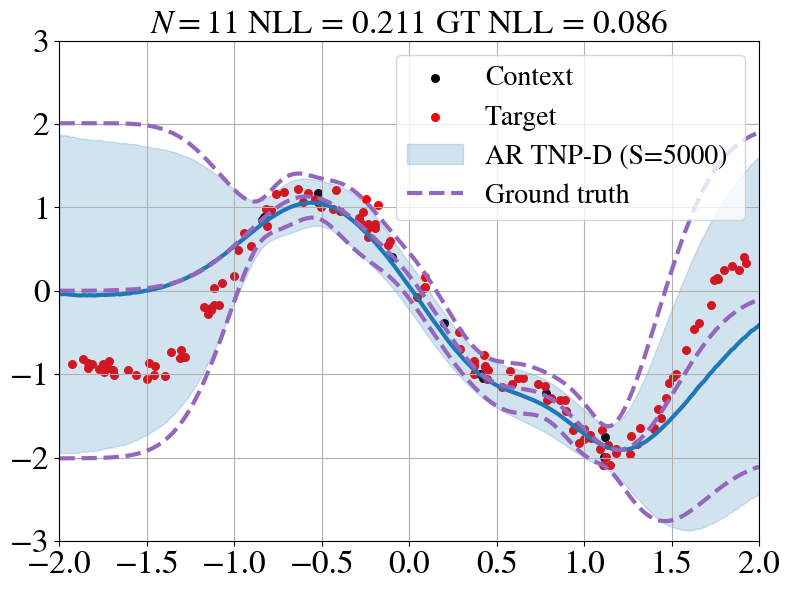 N = 11 NLL = 0.211 GT NLL = 0.086
3
2
1
0
−1
−2
−3
Context
Target
AR TNP-D (S=5000)
Ground truth
−2.0 −1.5 −1.0 −0.5 0.0 0.5 1.0 1.5 2.0